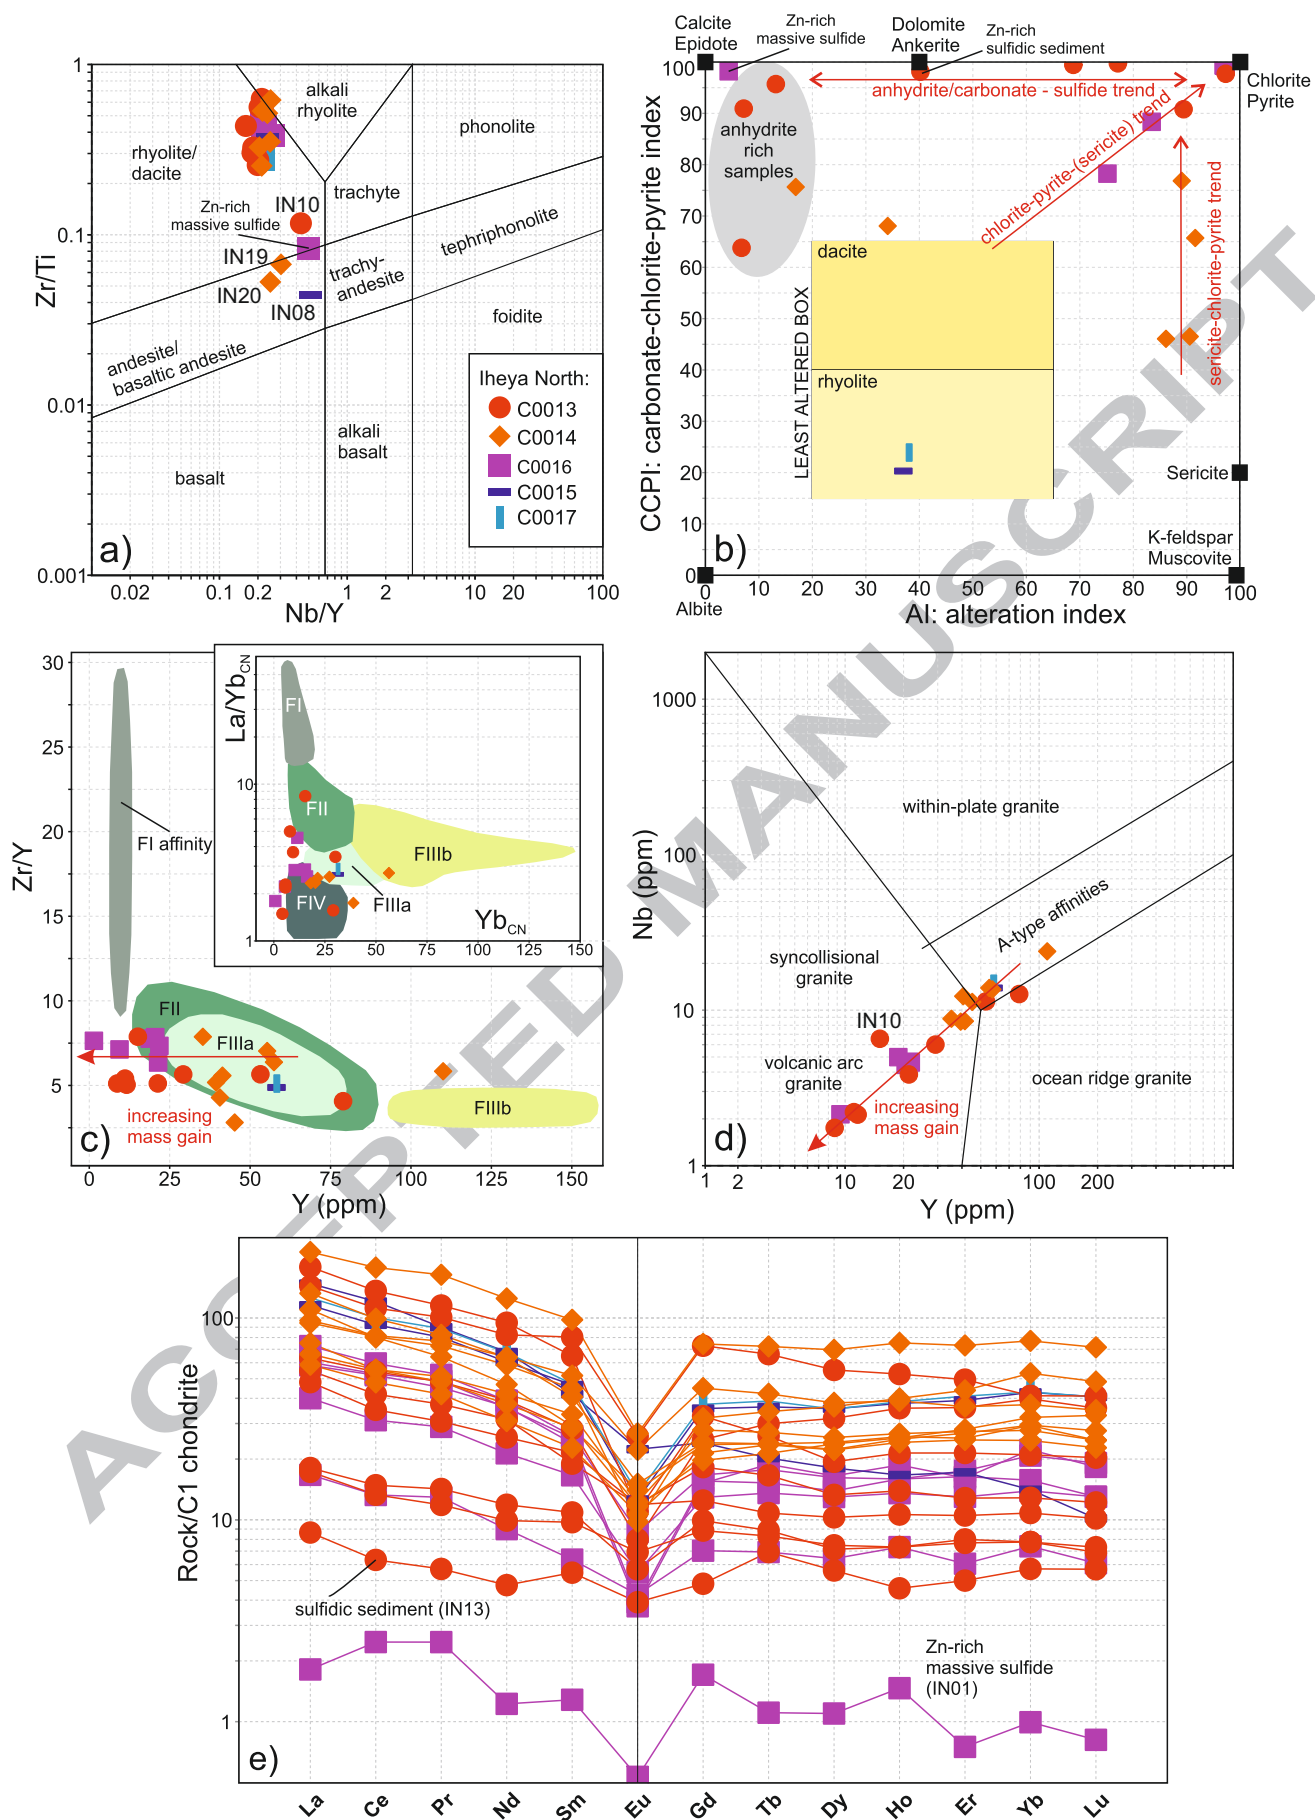 Calcite
Epidote
Zn-rich
massive sulfide
Dolomite
Ankerite
Zn-rich
sulfidic sediment
1
0.1
0.01
0.001
Zr/Ti
alkali
rhyolite
phonolite
rhyolite/
dacite
trachyte
IN10
Zn-rich
massive sulfide
IN19
IN20
IN08
trachy-
andesite
tephriphonolite
foidite
andesite/
basaltic andesite
basalt
alkali
basalt
Iheya North:
C0013
C0014
C0016
C0015
C0017
a)
0.02
0.1
0.2
1
2
10
20
100
Nb/Y
CCPI: carbonate-chlorite-pyrite index
100
90
80
70
60
50
40
30
20
10
0
anhydrite/carbonate - sulfide trend
Chlorite
Pyrite
anhydrite
rich
samples
chlorite-pyrite-(sericite) trend
sericite-chlorite-pyrite trend
dacite
rhyolite
LEAST ALTERED BOX
Sericite
K-feldspar
Muscovite
b)
0
10
20
30
40
50
60
70
80
90
100
Albite
AI: alteration index
Zr/Y
30
25
20
15
10
5
FI affinity
La/Yb CN
10
1
FI
FII
FIIIb
FIV
FIIIa
Yb CN
0
25
50
75
100
125
150
FII
FIIIa
FIIIb
increasing
mass gain
c)
0
25
50
75
100
125
150
Y (ppm)
Nb (ppm)
1000
100
10
1
within-plate granite
A-type affinities
syncollisional
granite
IN10
volcanic arc
granite
ocean ridge granite
increasing
mass gain
d)
1
2
10
20
100
200
Y (ppm)
Rock/C1 chondrite
100
10
1
sulfidic sediment (IN13)
Zn-rich
massive sulfide
(IN01)
e)
La
Ce
Pr
Nd
Sm
Eu
Gd
Tb
Dy
Ho
Er
Yb
Lu
ACCEPTED MANUSCRIPT